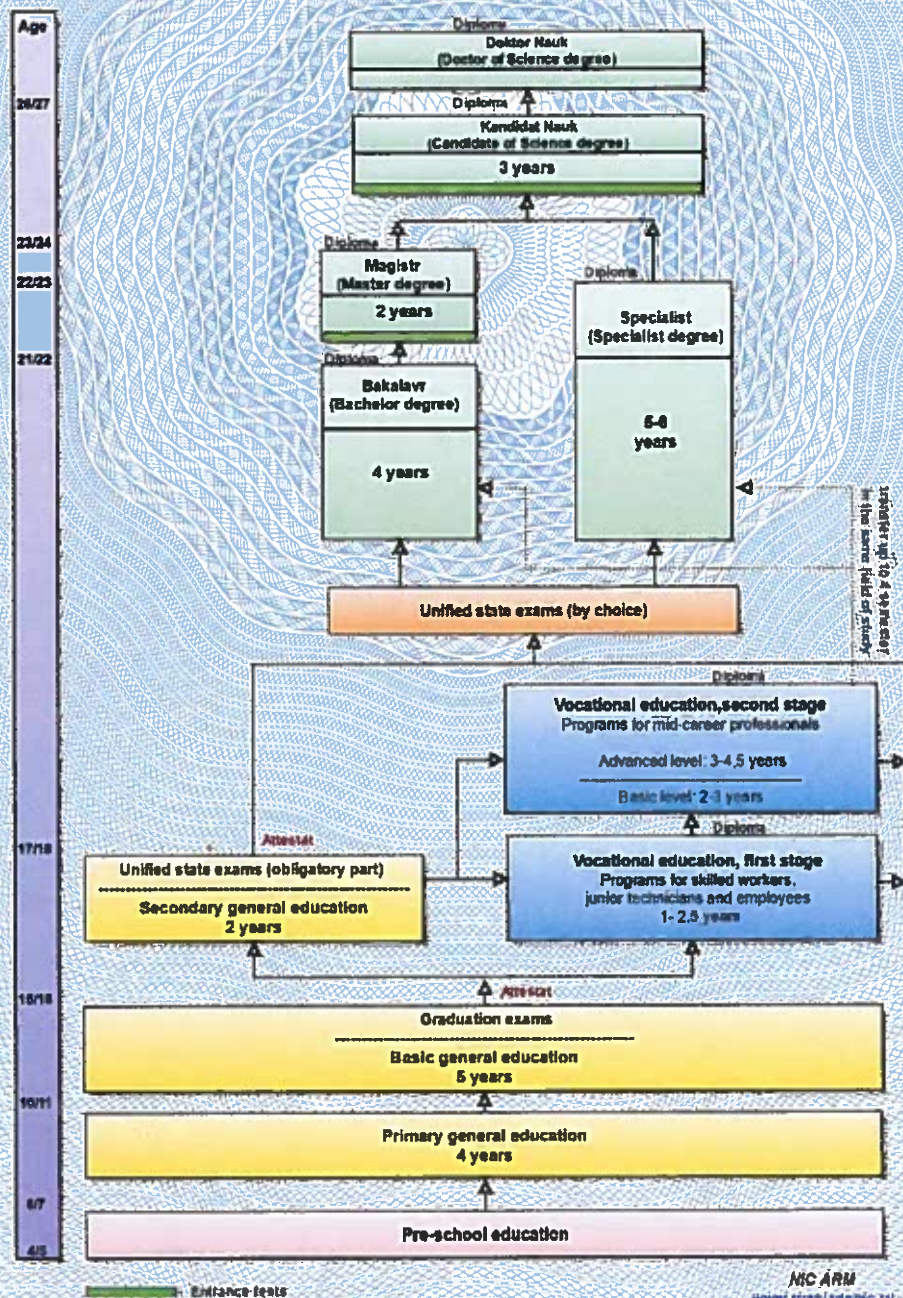 Age
Diploma
Doktor Nauk
(Doctor of Science degree)
26/27
Diploma
Kandidat Nauk
(Candidate of Science degree)
3 years
23/24
Diploma
Magistr
(Master degree)
2 years
22/23
Diploma
Specialist
(Specialist degree)
5-6
years
21/22
Diploma
Bakalavr
(Bachelor degree)
4 years
transfer up to 4 semester
in the same field of study
Unified state exams (by choice)
Diploma
Vocational education,second stage
Programs for mid-career professionals
Advanced level: 3-4,5 years
Basic level: 2-3 years
17/18
Attestat
Unified state exams (obligatory part)
Secondary general education
2 years
Diploma
Vocational education, first stage
Programs for skilled workers,
junior technicians and employees
1- 2,5 years
15/16
Attestat
Graduation exams
Basic general education
5 years
10/11
Primary general education
4 years
6/7
Pre-school education
4/5
- Entrance tests
NIC ARM